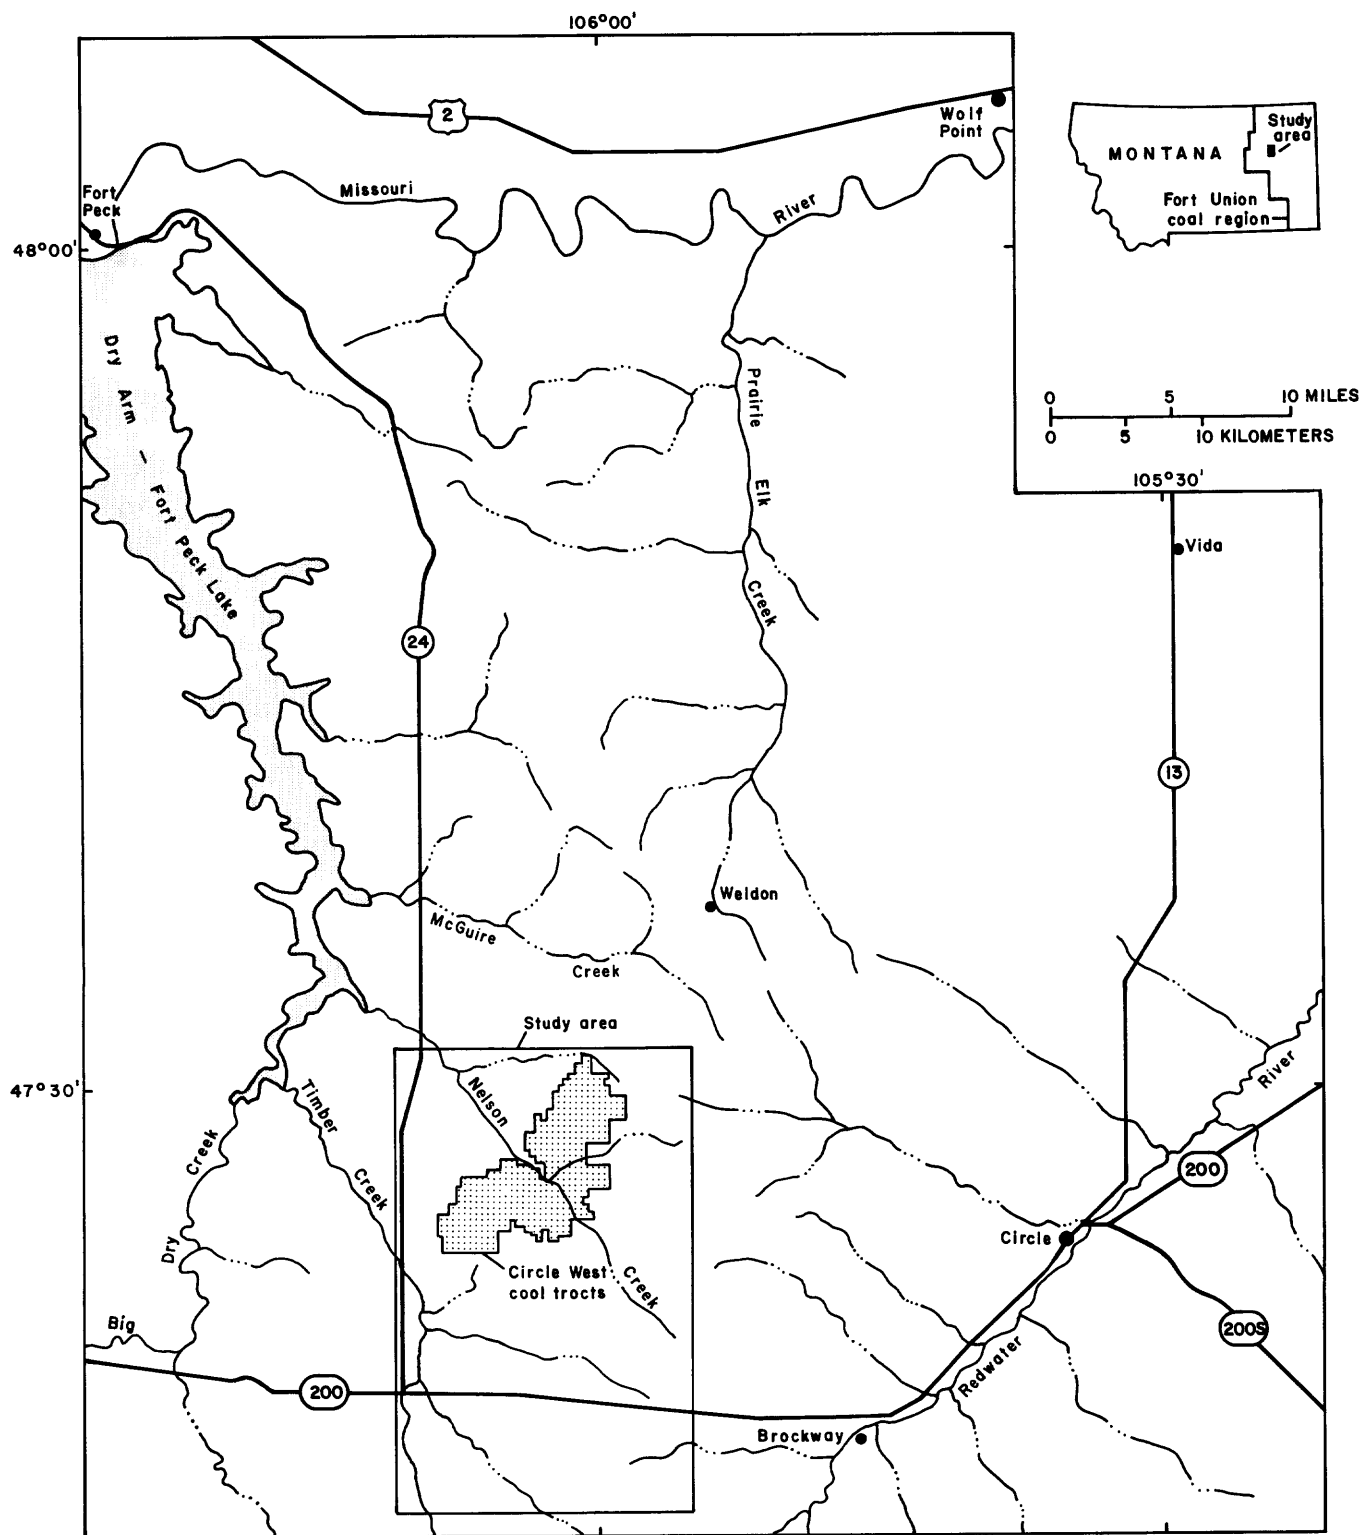 106°00'
2
Wolf
Point
Study
area
MONTANA
Fort Union
coal region
Fort
Peck
Missouri
River
48°00'
Dry Arm – Fort Peck Lake
Prairie Elk Creek
0 5 10 MILES
0 5 10 KILOMETERS
105°30'
Vida
24
13
Weldon
McGuire Creek
Study area
47°30'
Nelson Creek
Timber Creek
River
200
Dry Creek
Circle
Circle West
coal tracts
Big
200S
200
Redwater
Brockway